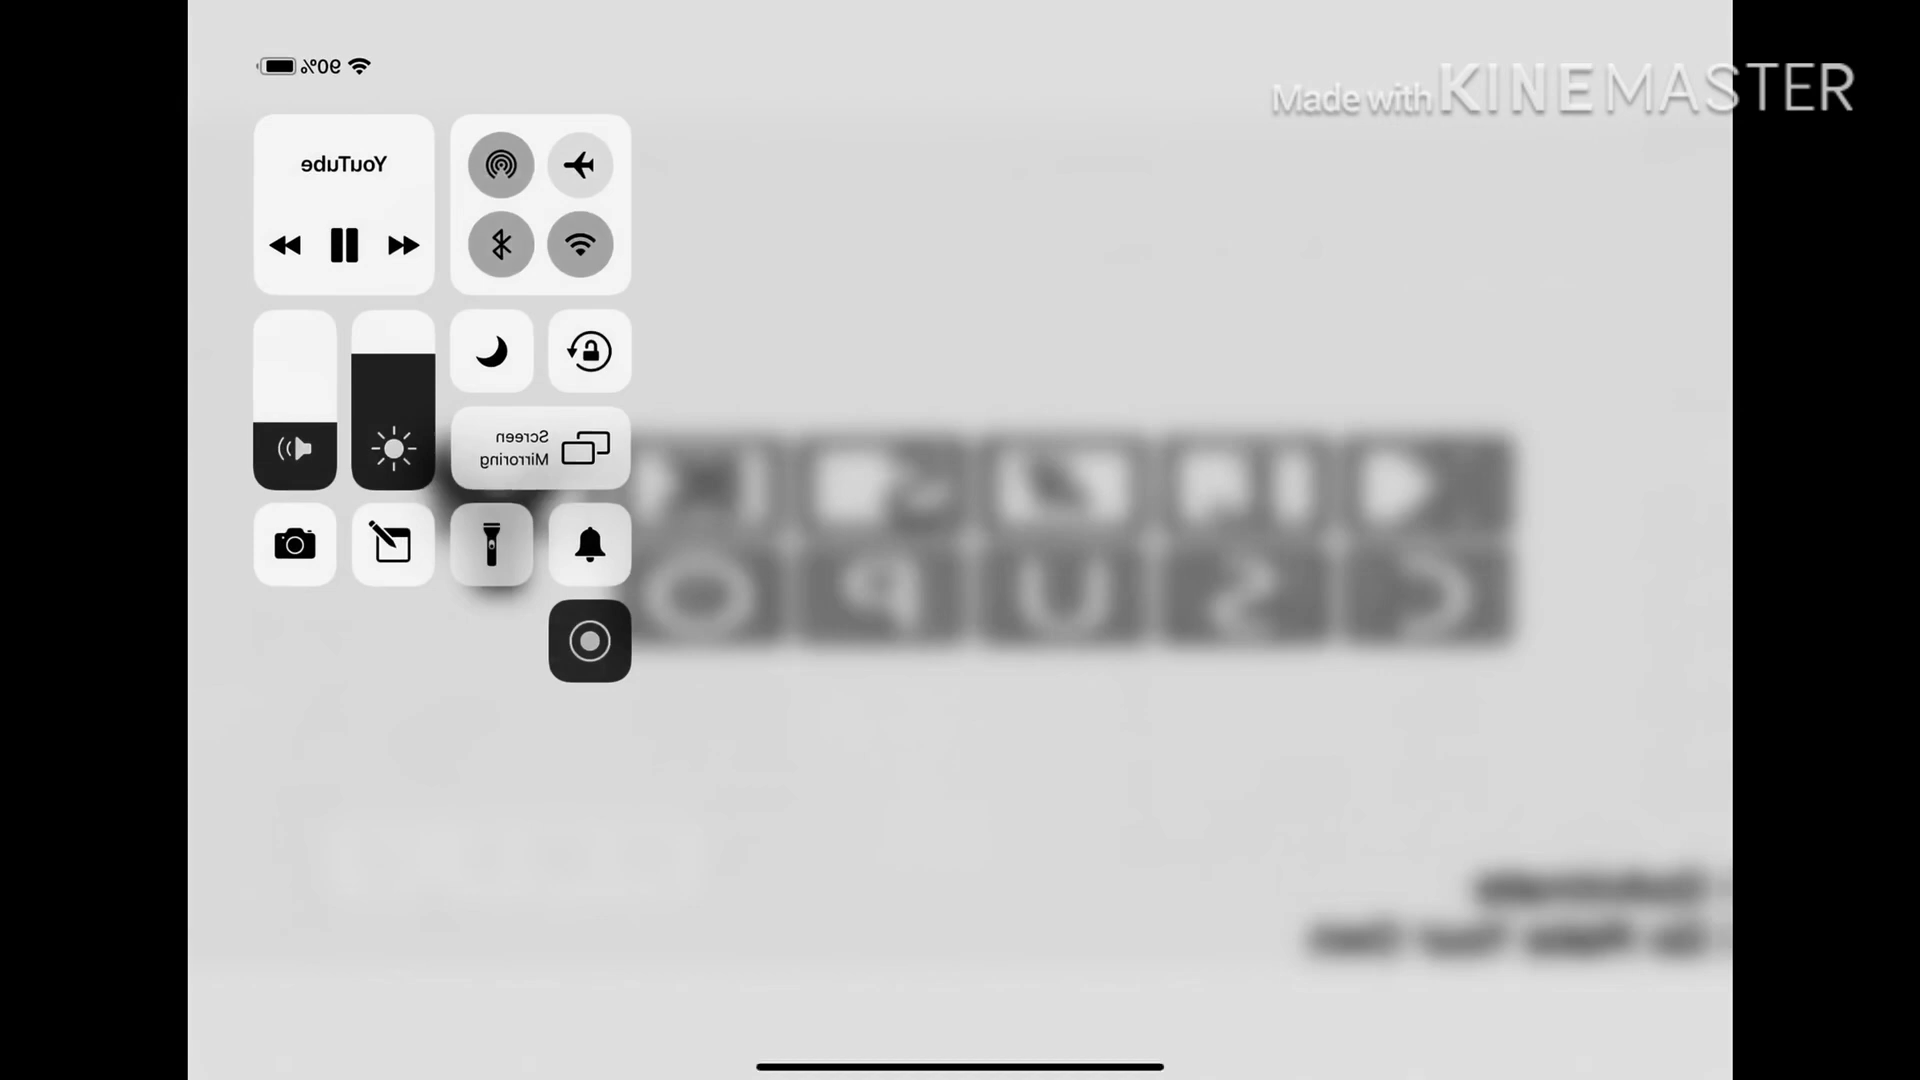 90%
Made with KINEMASTER
YouTube
Screen
Mirroring
C S U P O